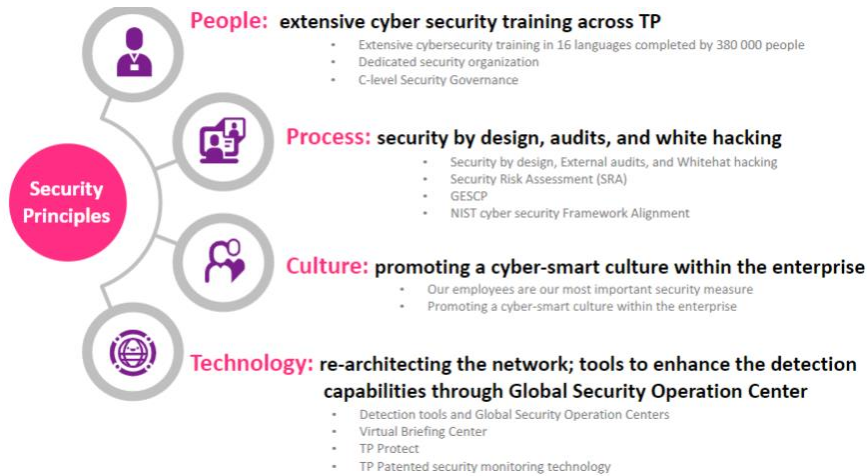 People: extensive cyber security training across TP
• Extensive cybersecurity training in 16 languages completed by 380 000 people
• Dedicated security organization
• C-level Security Governance
Process: security by design, audits, and white hacking
• Security by design, External audits, and Whitehat hacking
• Security Risk Assessment (SRA)
• GESCP
• NIST cyber security Framework Alignment
Security
Principles
Culture: promoting a cyber-smart culture within the enterprise
• Our employees are our most important security measure
• Promoting a cyber-smart culture within the enterprise
Technology: re-architecting the network; tools to enhance the detection
capabilities through Global Security Operation Center
• Detection tools and Global Security Operation Centers
• Virtual Briefing Center
• TP Protect
• TP Patented security monitoring technology